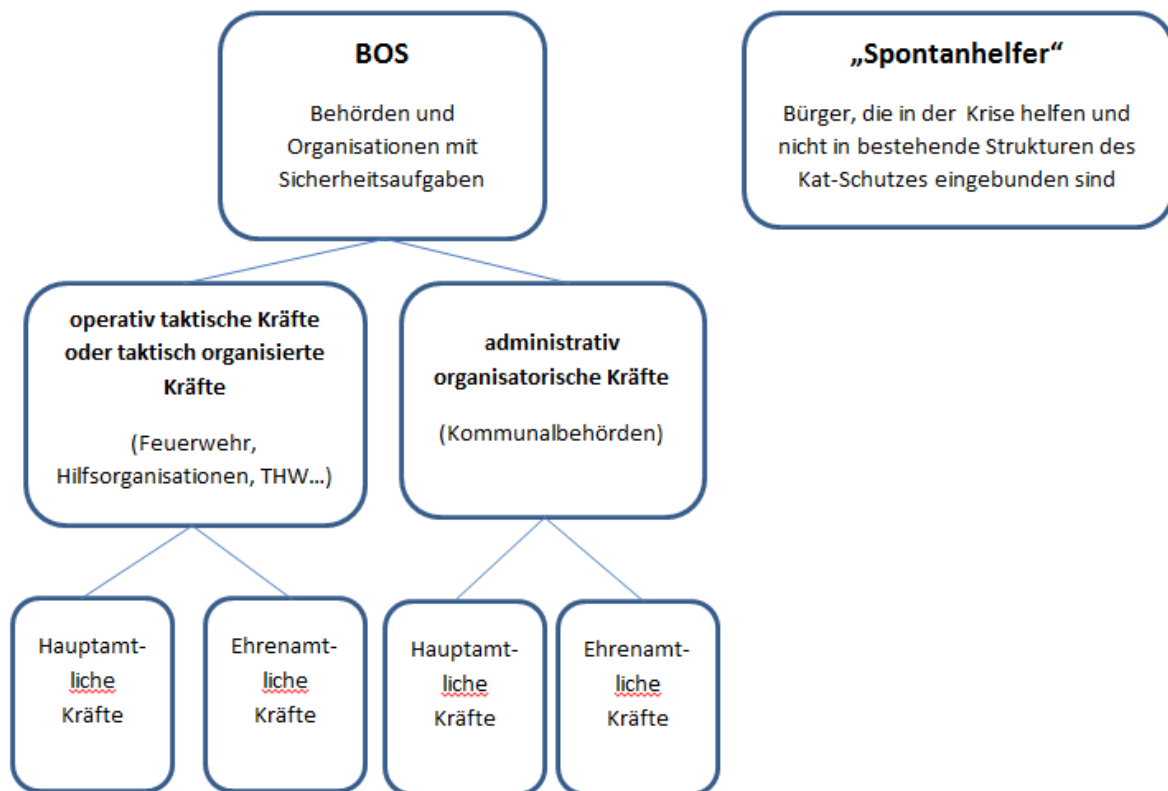 BOS
Behörden und
Organisationen mit
Sicherheitsaufgaben
„Spontanhelfer“
Bürger, die in der Krise helfen und
nicht in bestehende Strukturen des
Kat-Schutzes eingebunden sind
operativ taktische Kräfte
oder taktisch organisierte
Kräfte
(Feuerwehr,
Hilfsorganisationen, THW...)
administrativ
organisatorische Kräfte
(Kommunalbehörden)
Hauptamt-
liche
Kräfte
Ehrenamt-
liche
Kräfte
Hauptamt-
liche
Kräfte
Ehrenamt-
liche
Kräfte